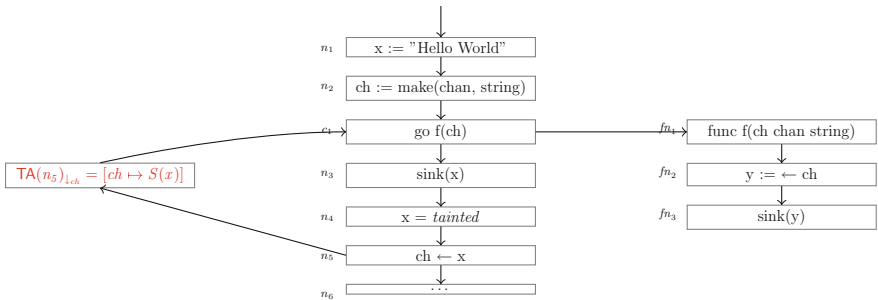 n₁ x := "Hello World"
n₂ ch := make(chan, string)
c₁ go f(ch)
fn₁ func f(ch chan string)
TA(n₅)↓ch = [ch ↦ S(x)]
n₃ sink(x)
fn₂ y := ← ch
n₄ x = tainted
fn₃ sink(y)
n₅ ch ← x
n₆ ...